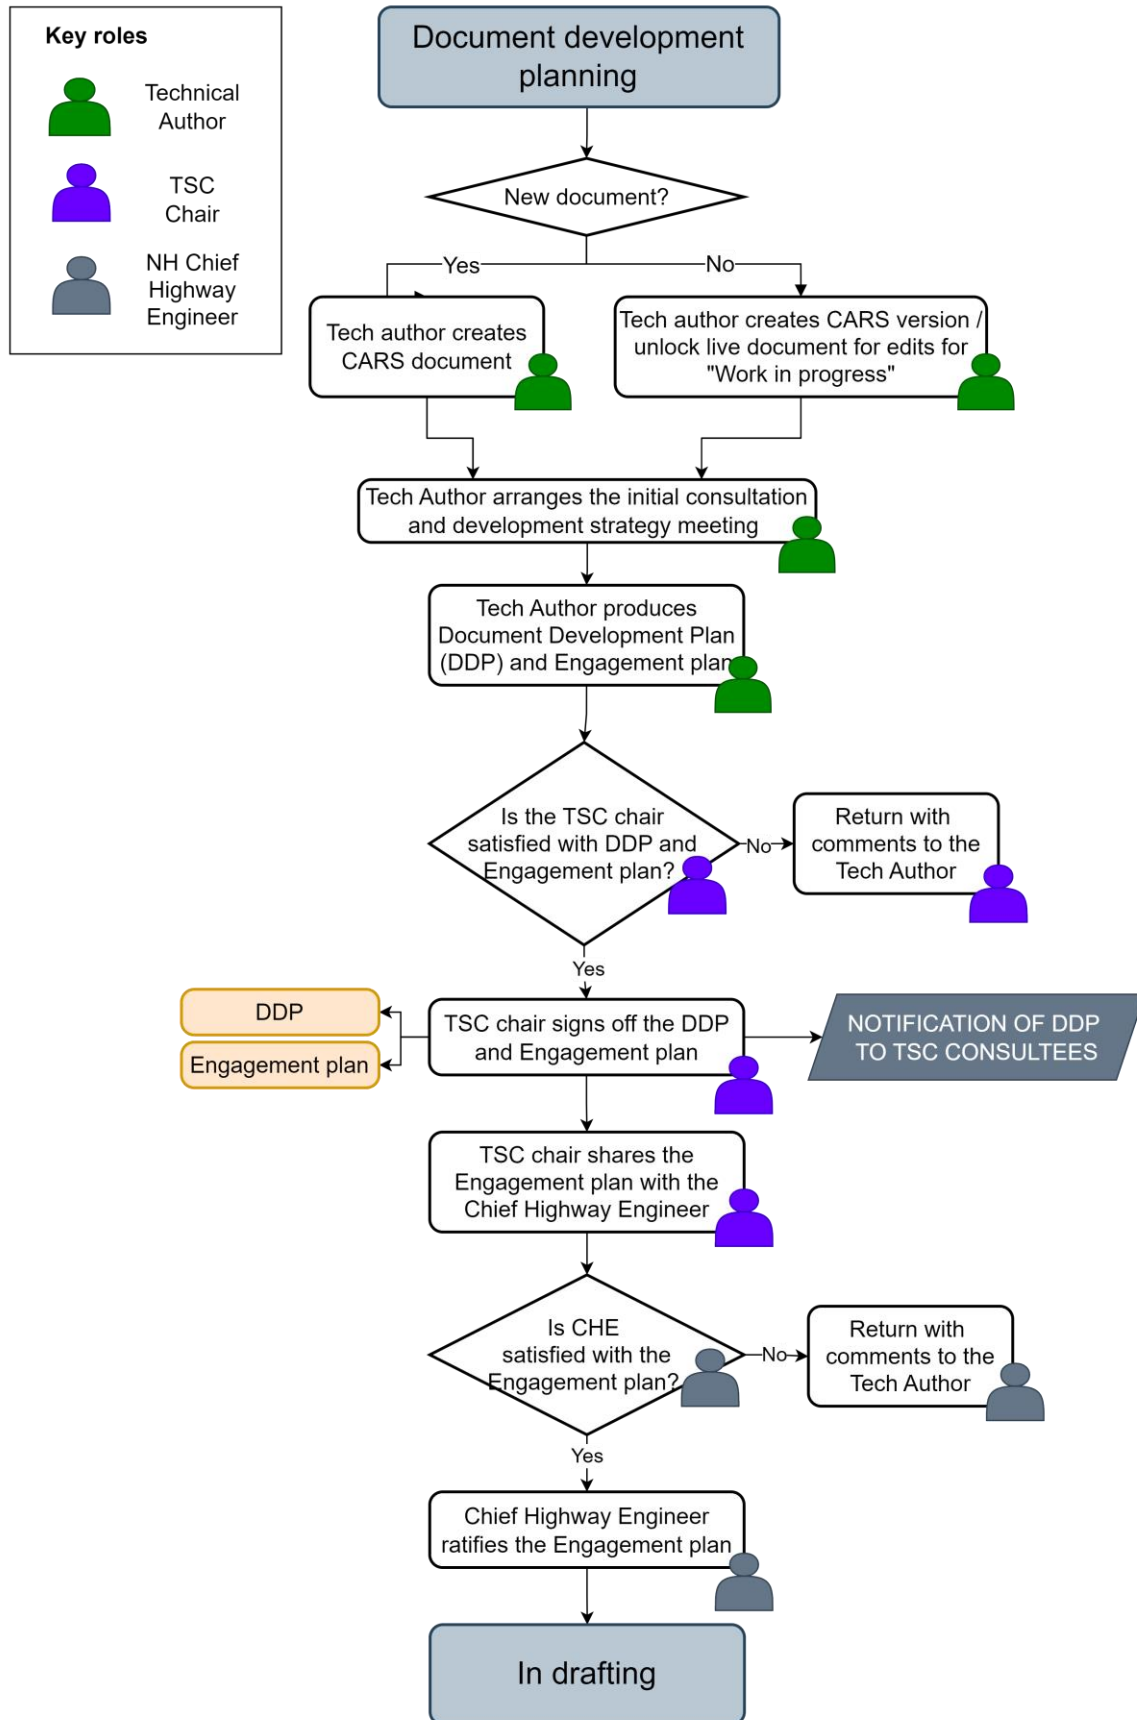 Key roles
Technical
Author
TSC
Chair
NH Chief
Highway
Engineer
Document development
planning
New document?
Yes
No
Tech author creates
CARS document
Tech author creates CARS version /
unlock live document for edits for
"Work in progress"
Tech Author arranges the initial consultation
and development strategy meeting
Tech Author produces
Document Development Plan
(DDP) and Engagement plan
Is the TSC chair
satisfied with DDP and
Engagement plan?
No
Return with
comments to the
Tech Author
Yes
DDP
Engagement plan
TSC chair signs off the DDP
and Engagement plan
NOTIFICATION OF DDP
TO TSC CONSULTEES
TSC chair shares the
Engagement plan with the
Chief Highway Engineer
Is CHE
satisfied with the
Engagement plan?
No
Return with
comments to the
Tech Author
Yes
Chief Highway Engineer
ratifies the Engagement plan
In drafting